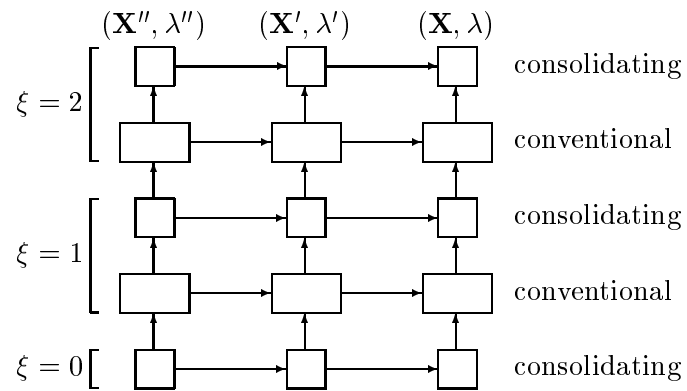 (X'', λ'') (X', λ') (X, λ)
consolidating
ξ = 2
conventional
consolidating
ξ = 1
conventional
ξ = 0 consolidating